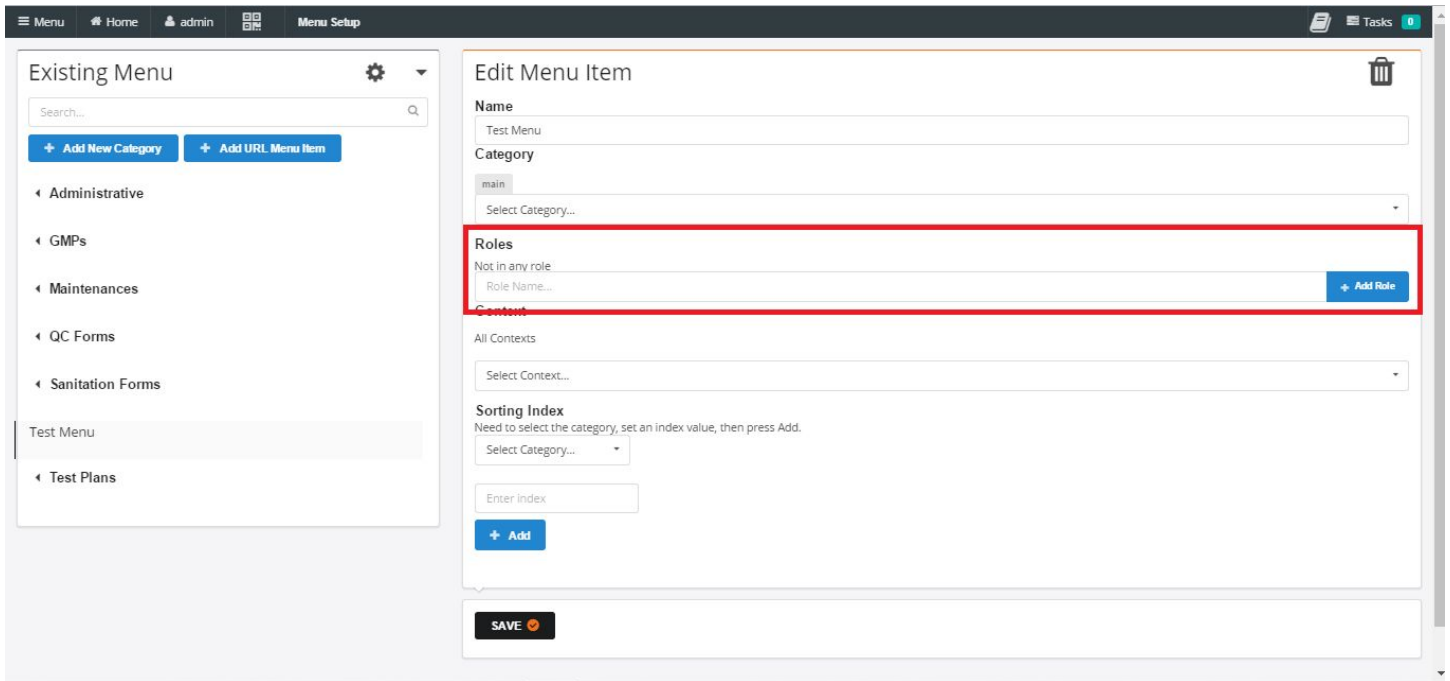 Menu Home admin Menu Setup Tasks 0
Existing Menu
Search...
Add New Category Add URL Menu Item
Administrative
GMPs
Maintenances
QC Forms
Sanitation Forms
Test Menu
Test Plans
Edit Menu Item
Name
Test Menu
Category
main
Select Category...
Roles
Not in any role
Role Name...
Add Role
Context
All Contexts
Select Context...
Sorting Index
Need to select the category, set an index value, then press Add.
Select Category...
Enter index
Add
SAVE